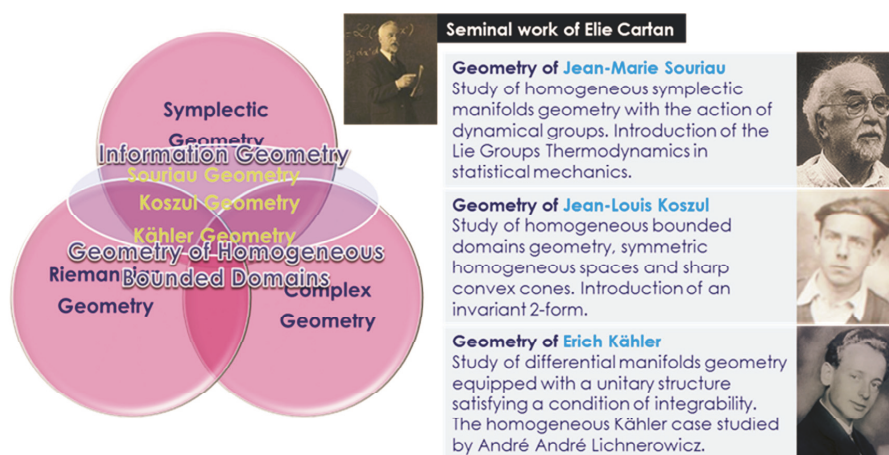 Symplectic
Geometry
Information Geometry
Souriau Geometry
Koszul Geometry
Kähler Geometry
Geometry of Homogeneous
Bounded Domains
Riemannian
Geometry
Complex
Geometry
Seminal work of Elie Cartan
Geometry of Jean-Marie Souriau
Study of homogeneous symplectic
manifolds geometry with the action of
dynamical groups. Introduction of the
Lie Groups Thermodynamics in
statistical mechanics.
Geometry of Jean-Louis Koszul
Study of homogeneous bounded
domains geometry, symmetric
homogeneous spaces and sharp
convex cones. Introduction of an
invariant 2-form.
Geometry of Erich Kähler
Study of differential manifolds geometry
equipped with a unitary structure
satisfying a condition of integrability.
The homogeneous Kähler case studied
by André André Lichnerowicz.